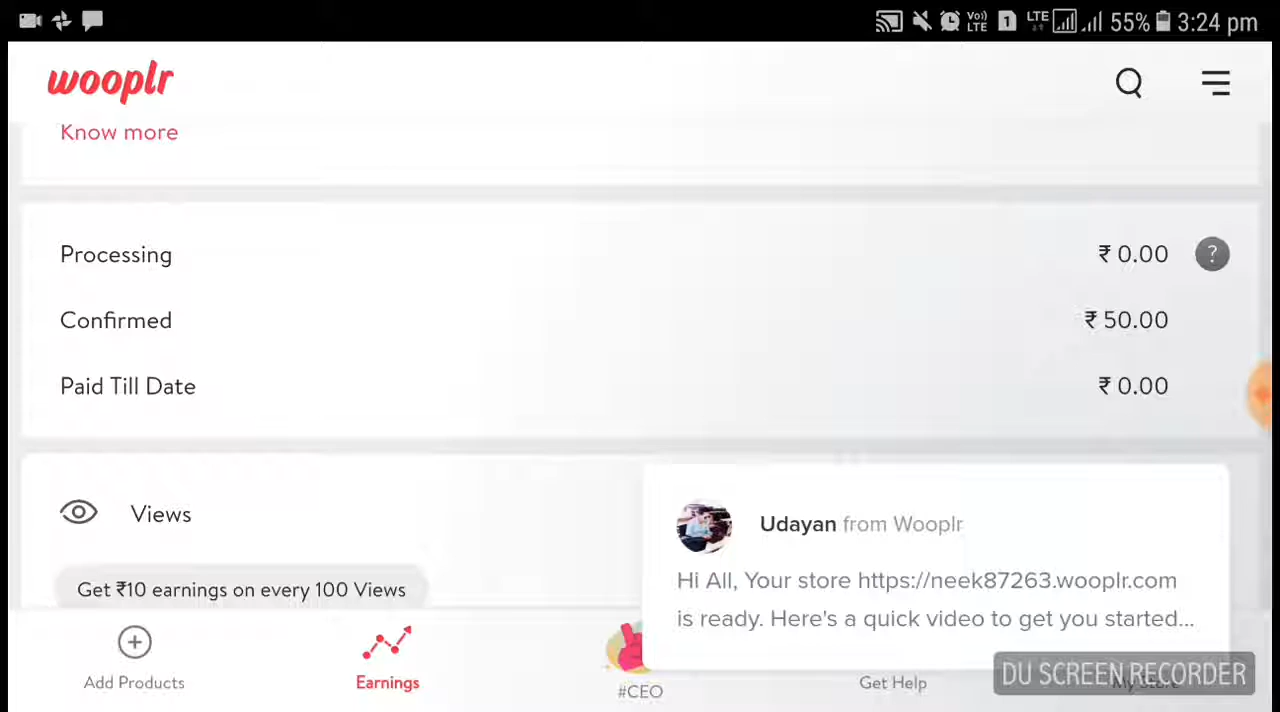 Vo)) LTE 1 LTE 55% 3:24 pm
wooplr
Know more
Processing ₹ 0.00 ?
Confirmed ₹ 50.00
Paid Till Date ₹ 0.00
Views
Udayan from Wooplr
Hi All, Your store https://neek87263.wooplr.com
is ready. Here's a quick video to get you started...
Get ₹10 earnings on every 100 Views
Add Products
Earnings
#CEO
Get Help
My Store
DU SCREEN RECORDER